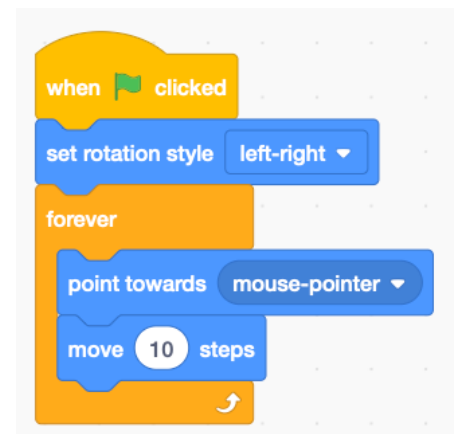 when clicked
set rotation style left-right
forever
point towards mouse-pointer
move 10 steps